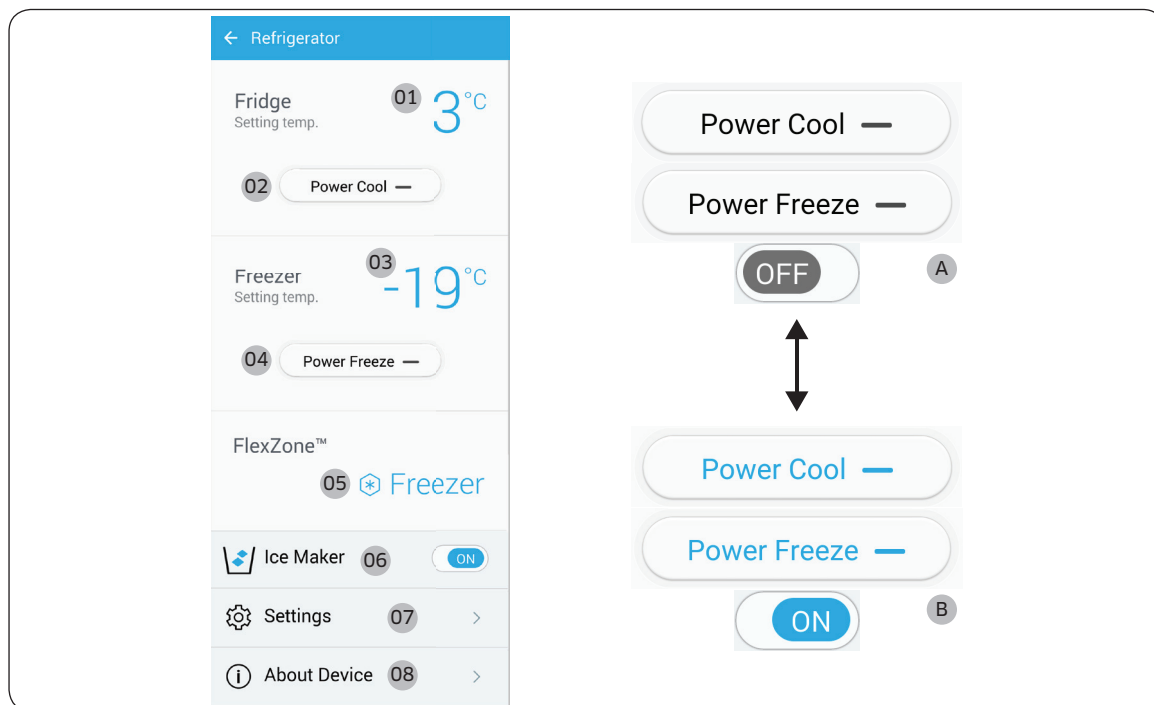 ← Refrigerator
Fridge
Setting temp.
01
3°C
02
Power Cool —
Freezer
Setting temp.
03
-19°C
04
Power Freeze —
FlexZone™
05
Freezer
Ice Maker
06
ON
Settings
07
>
About Device
08
>
Power Cool —
Power Freeze —
OFF
A
Power Cool —
Power Freeze —
ON
B